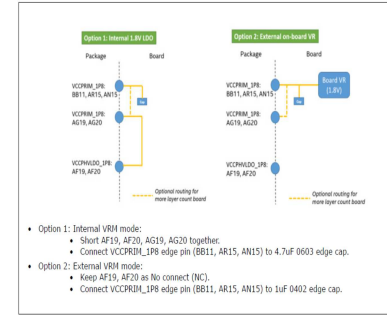 Option 1: Internal 1.8V LDO
Option 2: External on-board VR
Package Board
Package Board
VCCPRIM_1P8:
BB11, AR15, AN15
VCCPRIM_1P8:
AG19, AG20
VCCPHVLDO_1P8:
AF19, AF20
Optional routing for
more layer count board
VCCPRIM_1P8:
BB11, AR15, AN15
Board VR
(1.8V)
VCCPRIM_1P8:
AG19, AG20
VCCPHVLDO_1P8:
AF19, AF20
Optional routing for
more layer count board
• Option 1: Internal VRM mode:
• Short AF19, AF20, AG19, AG20 together.
• Connect VCCPRIM_1P8 edge pin (BB11, AR15, AN15) to 4.7uF 0603 edge cap.
• Option 2: External VRM mode:
• Keep AF19, AF20 as No connect (NC).
• Connect VCCPRIM_1P8 edge pin (BB11, AR15, AN15) to 1uF 0402 edge cap.